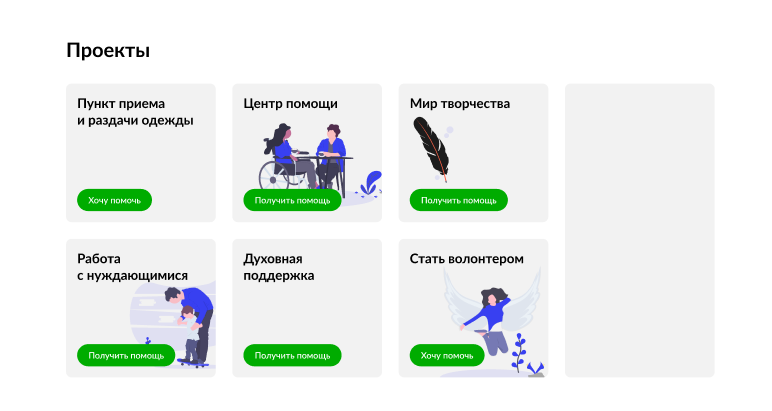 Проекты
Пункт приема
и раздачи одежды
Хочу помочь
Центр помощи
Получить помощь
Мир творчества
Получить помощь
Работа
с нуждающимися
Получить помощь
Духовная
поддержка
Получить помощь
Стать волонтером
Хочу помочь